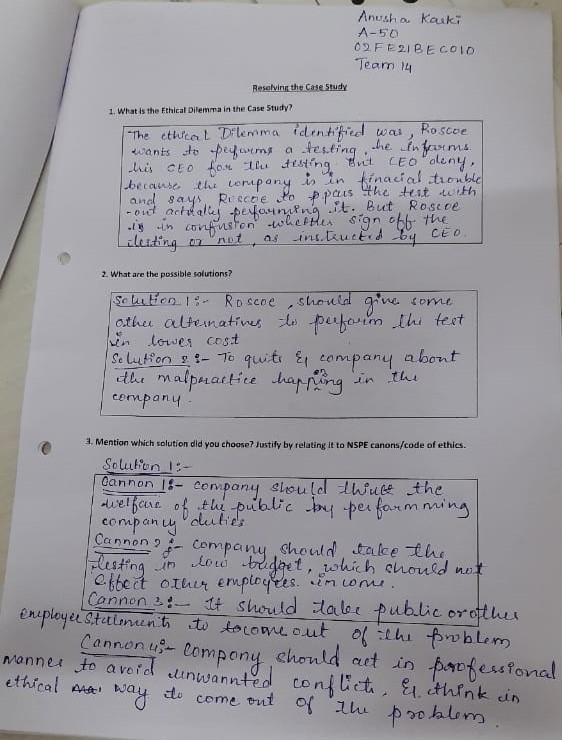 Anusha Karki
A-50
02FE21BEC010
Team 14
Resolving the Case Study
1. What is the Ethical Dilemma in the Case Study?
The ethical Dilemma identified was, Roscoe
wants to performs a testing, he informs
his CEO for the testing. But CEO deny,
because the company is in finacial trouble
and says Roscoe to ppass the test with
-out actually performing it. But Roscoe
is in confusion whether sign off the
testing or not, as instructed by CEO.
2. What are the possible solutions?
Solution 1:- Roscoe, should give some
other alternatives to perform the test
in lower cost
Solution 2:- To quite & company about
the malpractice happing in the
company.
3. Mention which solution did you choose? Justify by relating it to NSPE canons/code of ethics.
Solution 1:-
Cannon 1:- company should think the
welfare of the public by performming
company duties
Cannon 2:- company should take the
testing in low budget, which should not
effect other employees. income.
Cannon 3:- It should take public or other
employee Statements to come out of the problem
Cannon 4:- company should act in professional
manner to avoid unwannted conflicts, & think in
ethical way to come out of the problem.